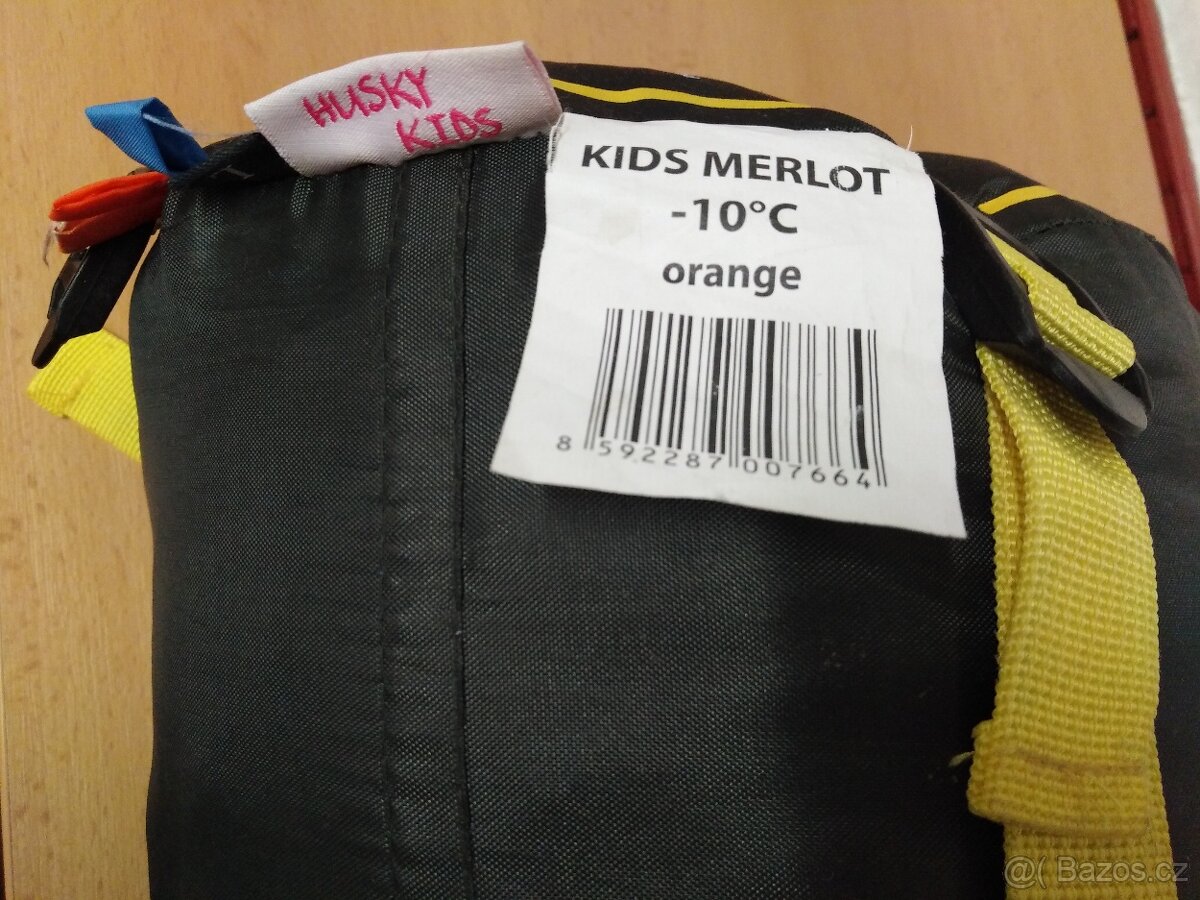 HUSKY
KIDS
KIDS MERLOT
-10°C
orange
8 592287 007664
@( Bazos.cz